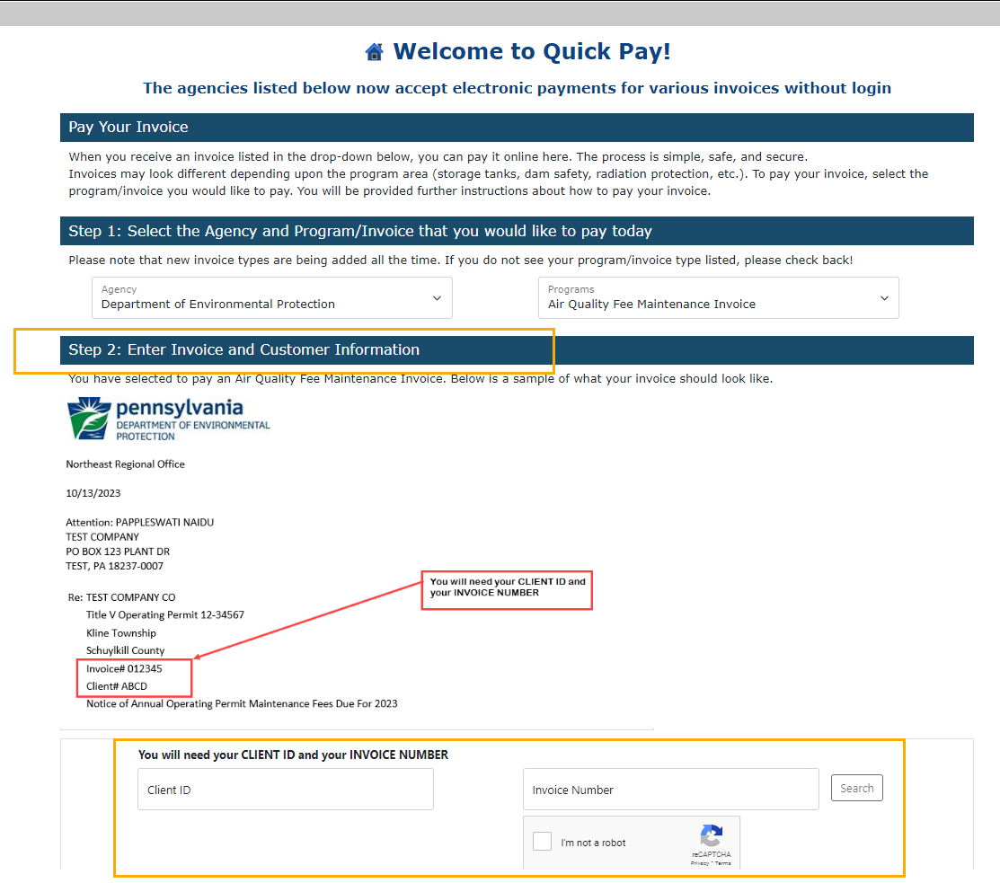 Welcome to Quick Pay!
The agencies listed below now accept electronic payments for various invoices without login
Pay Your Invoice
When you receive an invoice listed in the drop-down below, you can pay it online here. The process is simple, safe, and secure.
Invoices may look different depending upon the program area (storage tanks, dam safety, radiation protection, etc.). To pay your invoice, select the
program/invoice you would like to pay. You will be provided further instructions about how to pay your invoice.
Step 1: Select the Agency and Program/Invoice that you would like to pay today
Please note that new invoice types are being added all the time. If you do not see your program/invoice type listed, please check back!
Agency
Department of Environmental Protection
Programs
Air Quality Fee Maintenance Invoice
Step 2: Enter Invoice and Customer Information
You have selected to pay an Air Quality Fee Maintenance Invoice. Below is a sample of what your invoice should look like.
pennsylvania
DEPARTMENT OF ENVIRONMENTAL
PROTECTION
Northeast Regional Office
10/13/2023
Attention: PAPPLESWATI NAIDU
TEST COMPANY
PO BOX 123 PLANT DR
TEST, PA 18237-0007
You will need your CLIENT ID and
your INVOICE NUMBER
Re: TEST COMPANY CO
Title V Operating Permit 12-34567
Kline Township
Schuylkill County
Invoice# 012345
Client# ABCD
Notice of Annual Operating Permit Maintenance Fees Due For 2023
You will need your CLIENT ID and your INVOICE NUMBER
Client ID
Invoice Number
Search
I'm not a robot
reCAPTCHA
Privacy - Terms